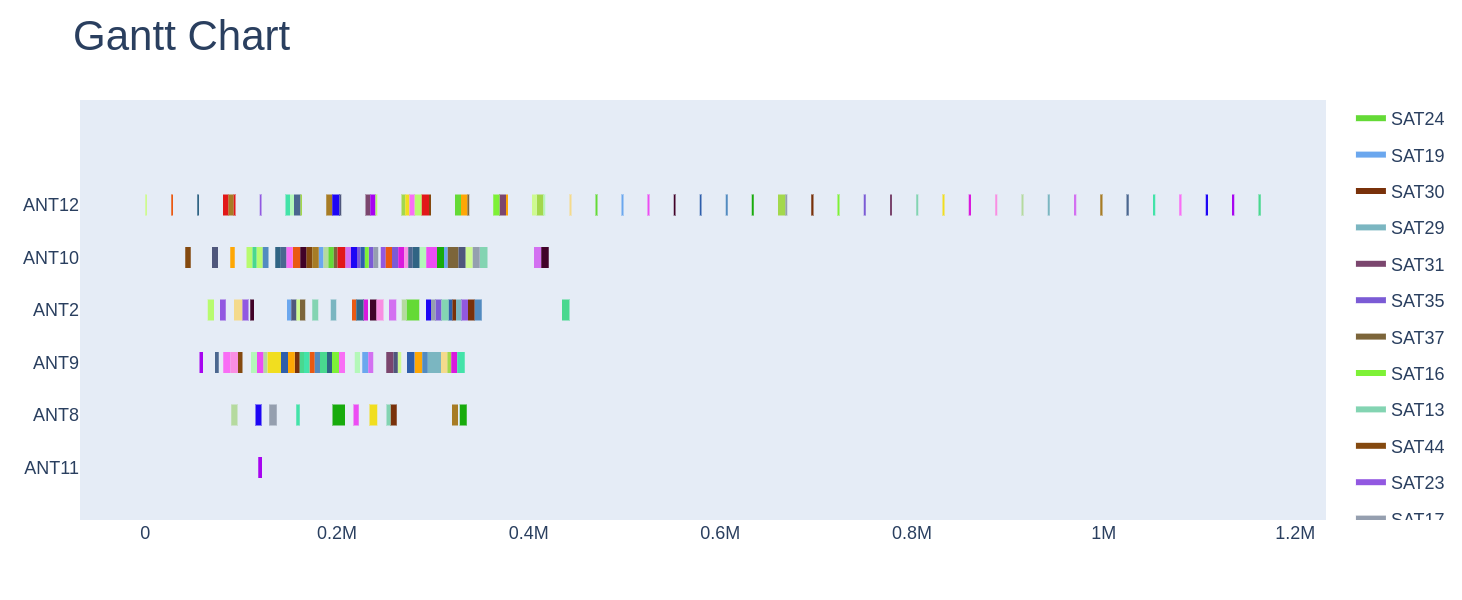 Gantt Chart
ANT12
ANT10
ANT2
ANT9
ANT8
ANT11
0
0.2M
0.4M
0.6M
0.8M
1M
1.2M
SAT24
SAT19
SAT30
SAT29
SAT31
SAT35
SAT37
SAT16
SAT13
SAT44
SAT23
SAT17